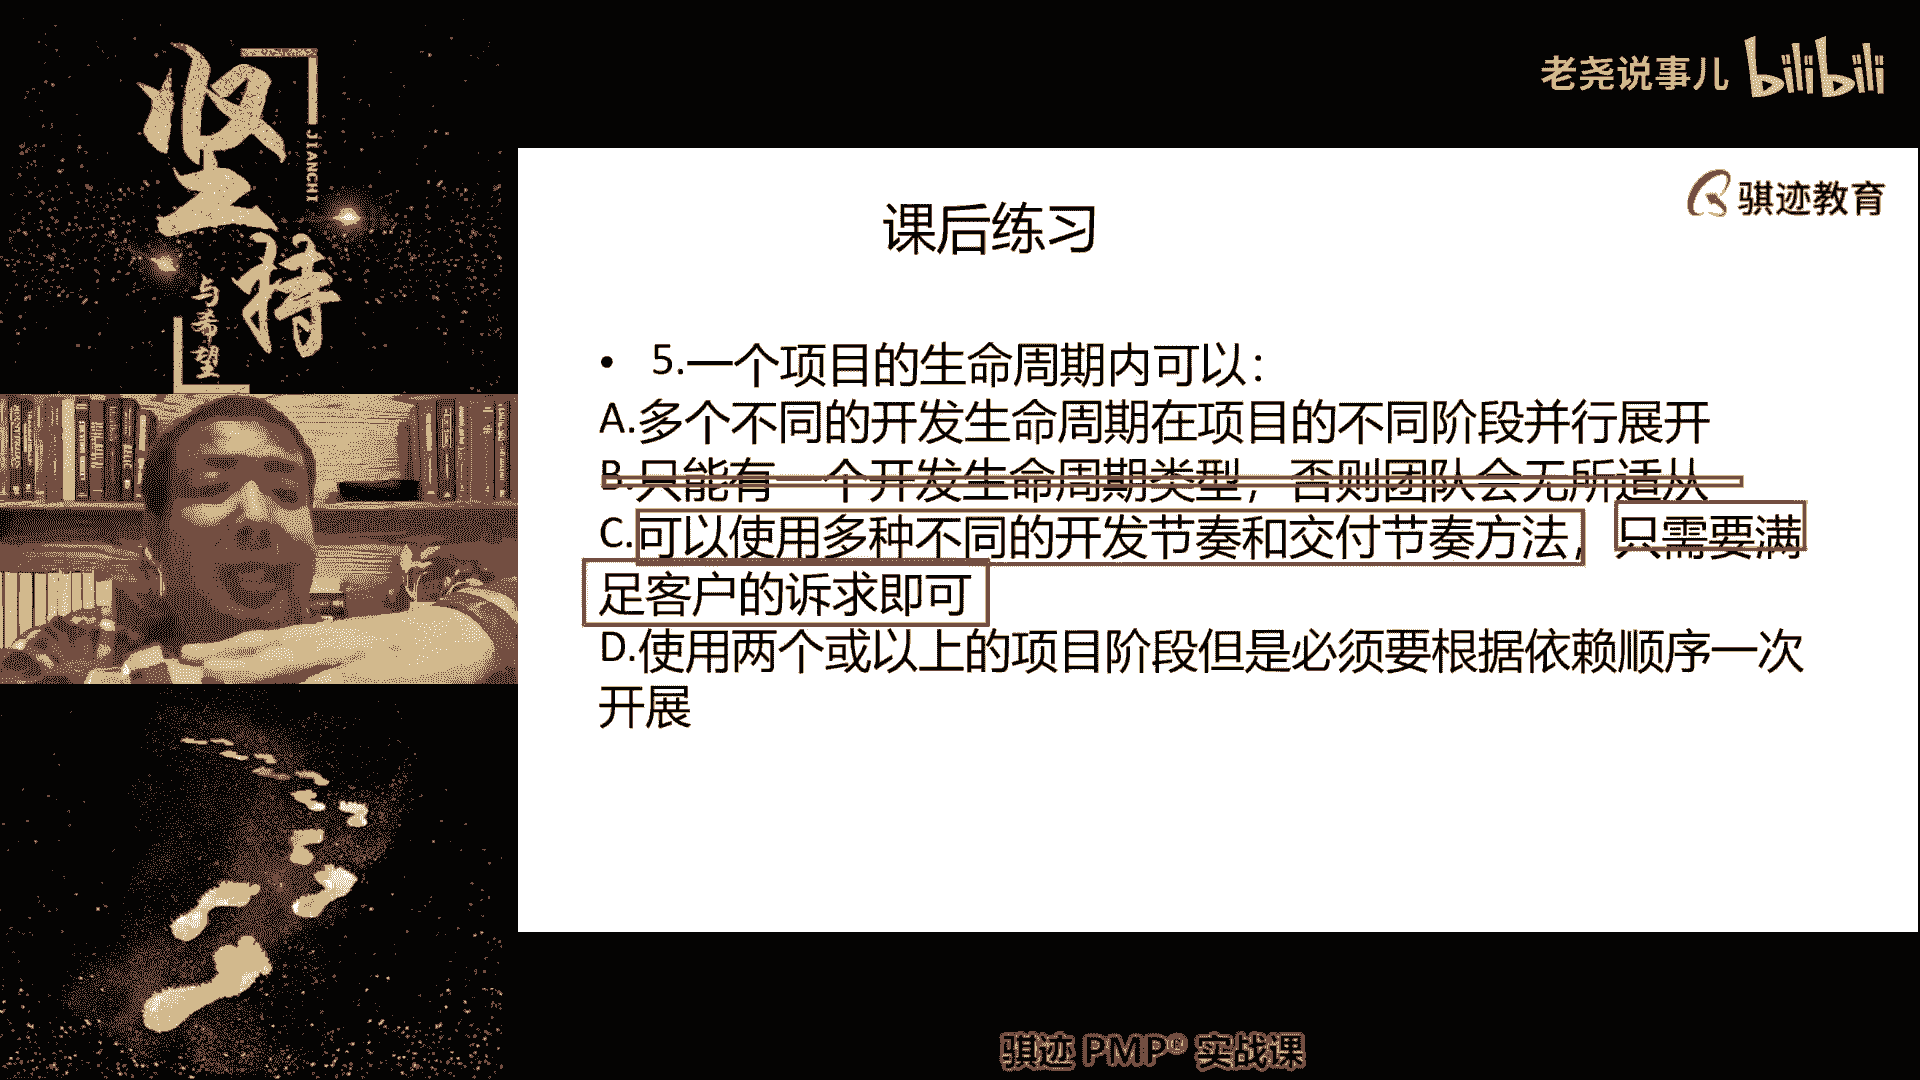 坚持
JIANCHI
与希望
老尧说事儿 bilibili
骐迹教育
课后练习
• 5.一个项目的生命周期内可以：
A.多个不同的开发生命周期在项目的不同阶段并行展开
B.只能有一个开发生命周期类型，否则团队会无所适从
C.可以使用多种不同的开发节奏和交付节奏方法，只需要满
足客户的诉求即可
D.使用两个或以上的项目阶段但是必须要根据依赖顺序一次
开展
骐迹 PMP® 实战课